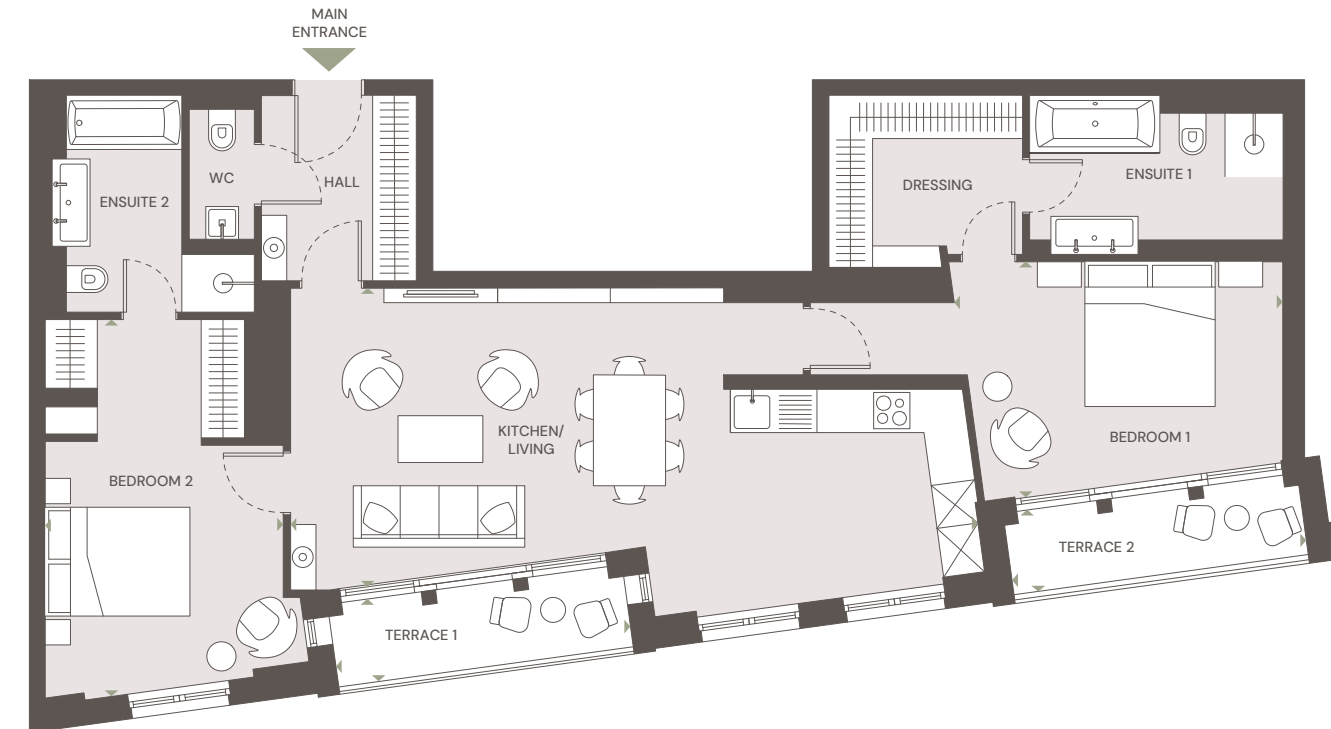 MAIN
ENTRANCE
WC
HALL
ENSUITE 2
DRESSING
ENSUITE 1
KITCHEN/
LIVING
BEDROOM 1
BEDROOM 2
TERRACE 2
TERRACE 1